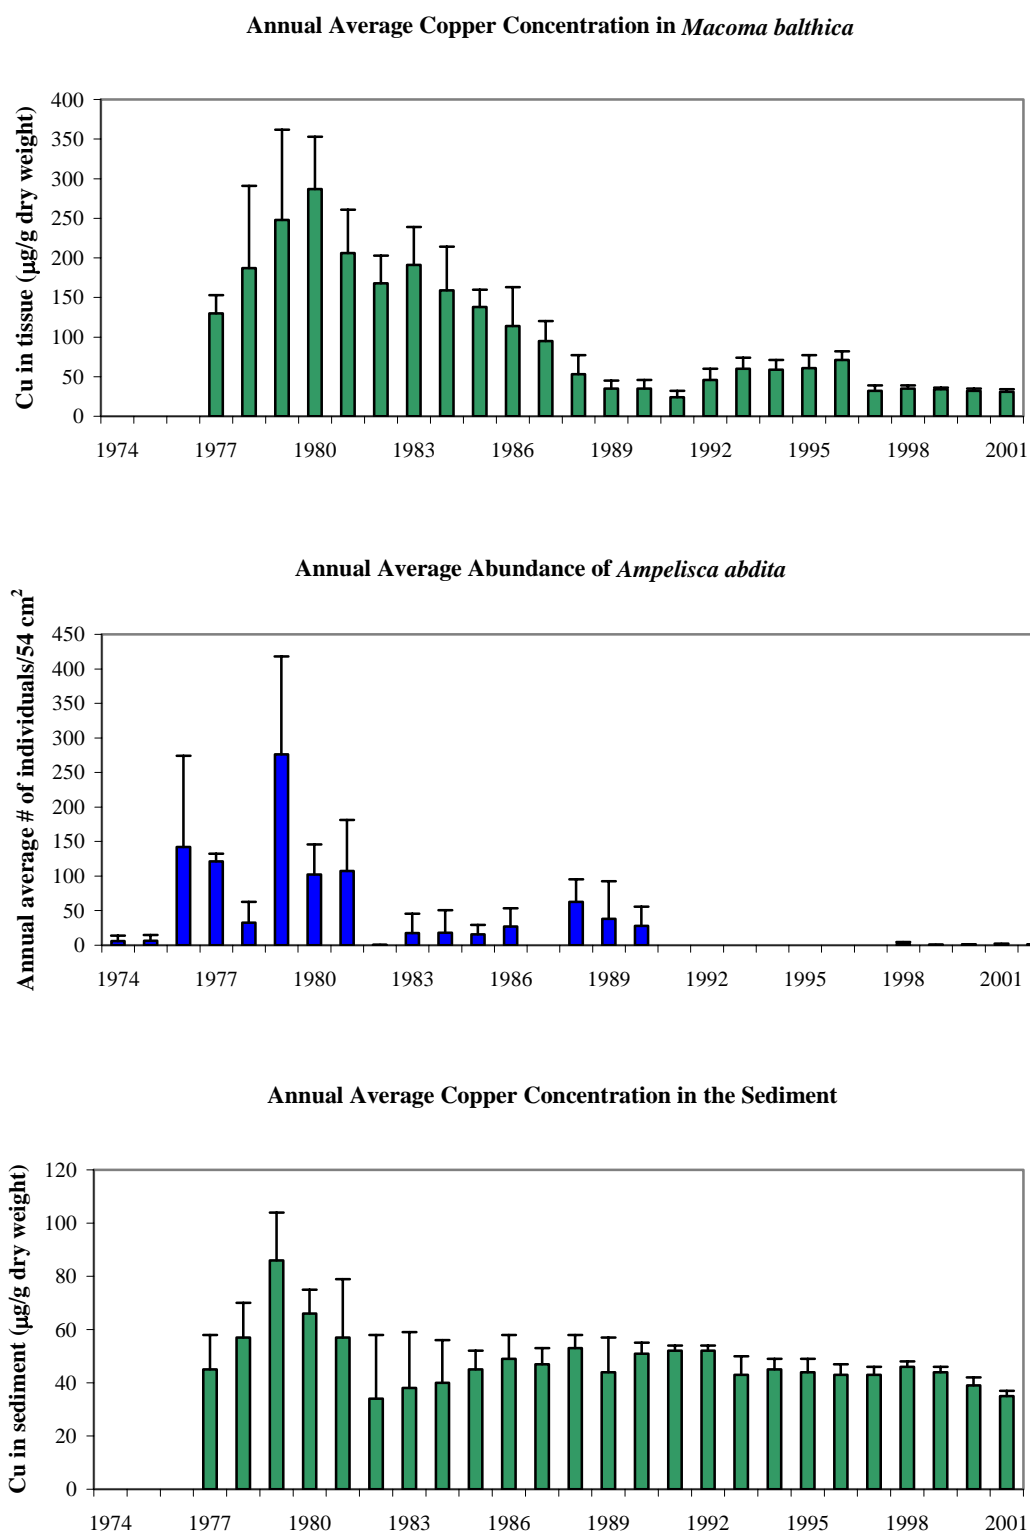 Annual Average Copper Concentration in Macoma balthica
Cu in tissue (µg/g dry weight)
400
350
300
250
200
150
100
50
0
1974 1977 1980 1983 1986 1989 1992 1995 1998 2001
Annual Average Abundance of Ampelisca abdita
Annual average # of individuals/54 cm²
450
400
350
300
250
200
150
100
50
0
1974 1977 1980 1983 1986 1989 1992 1995 1998 2001
Annual Average Copper Concentration in the Sediment
Cu in sediment (µg/g dry weight)
120
100
80
60
40
20
0
1974 1977 1980 1983 1986 1989 1992 1995 1998 2001